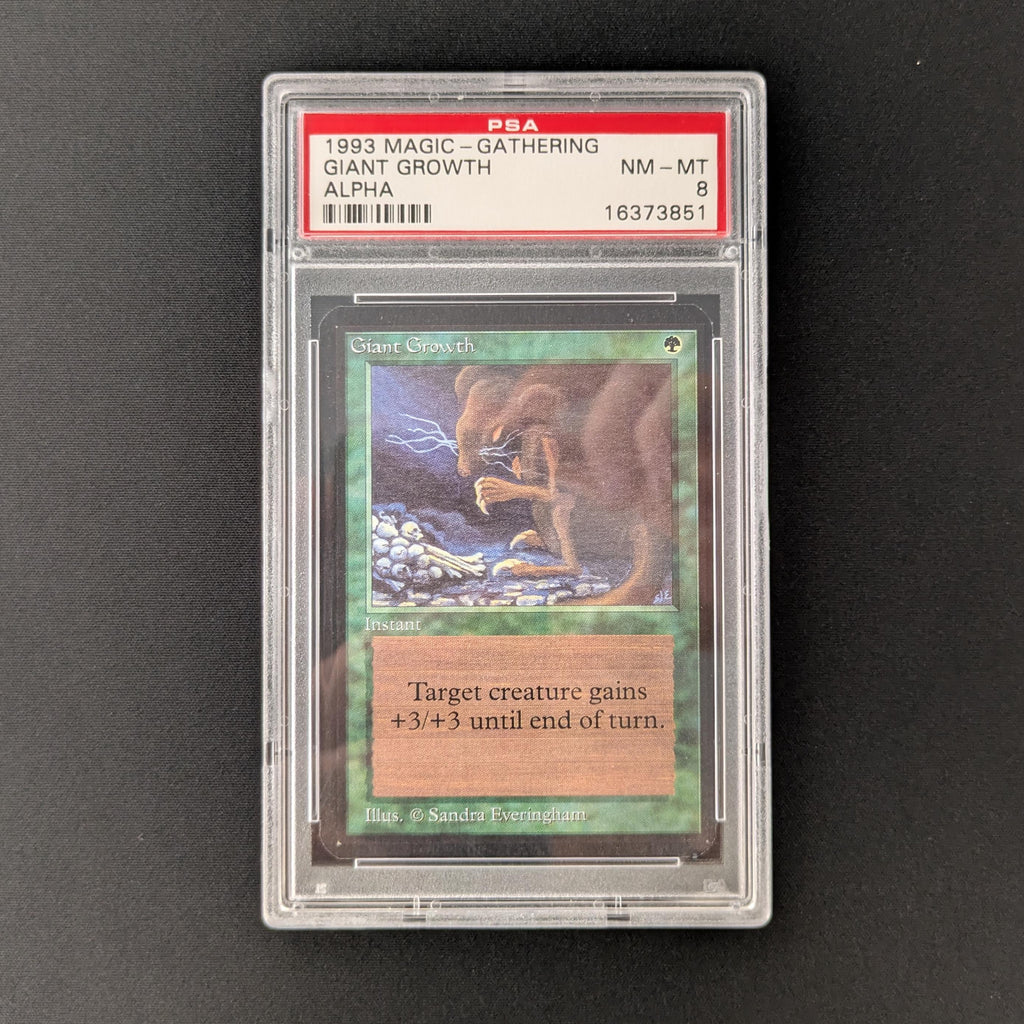 PSA
1993 MAGIC – GATHERING
GIANT GROWTH NM – MT
ALPHA 8
16373851
Giant Growth
Instant
Target creature gains
+3/+3 until end of turn.
Illus. © Sandra Everingham